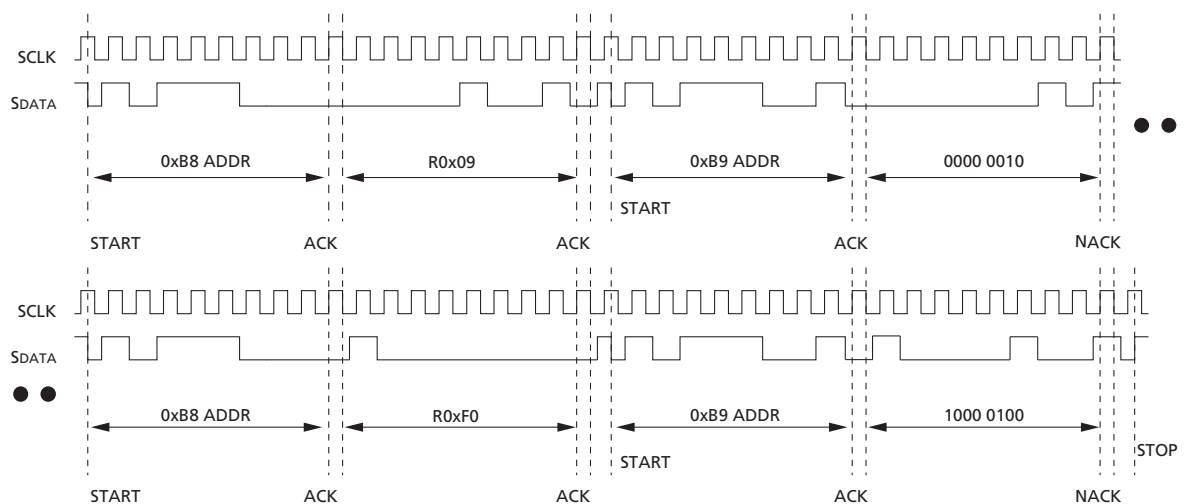 SCLK
SDATA
0xB8 ADDR R0x09 0xB9 ADDR 0000 0010
START
START ACK ACK ACK NACK
SCLK
SDATA
0xB8 ADDR R0xF0 0xB9 ADDR 1000 0100
START STOP
START ACK ACK ACK NACK